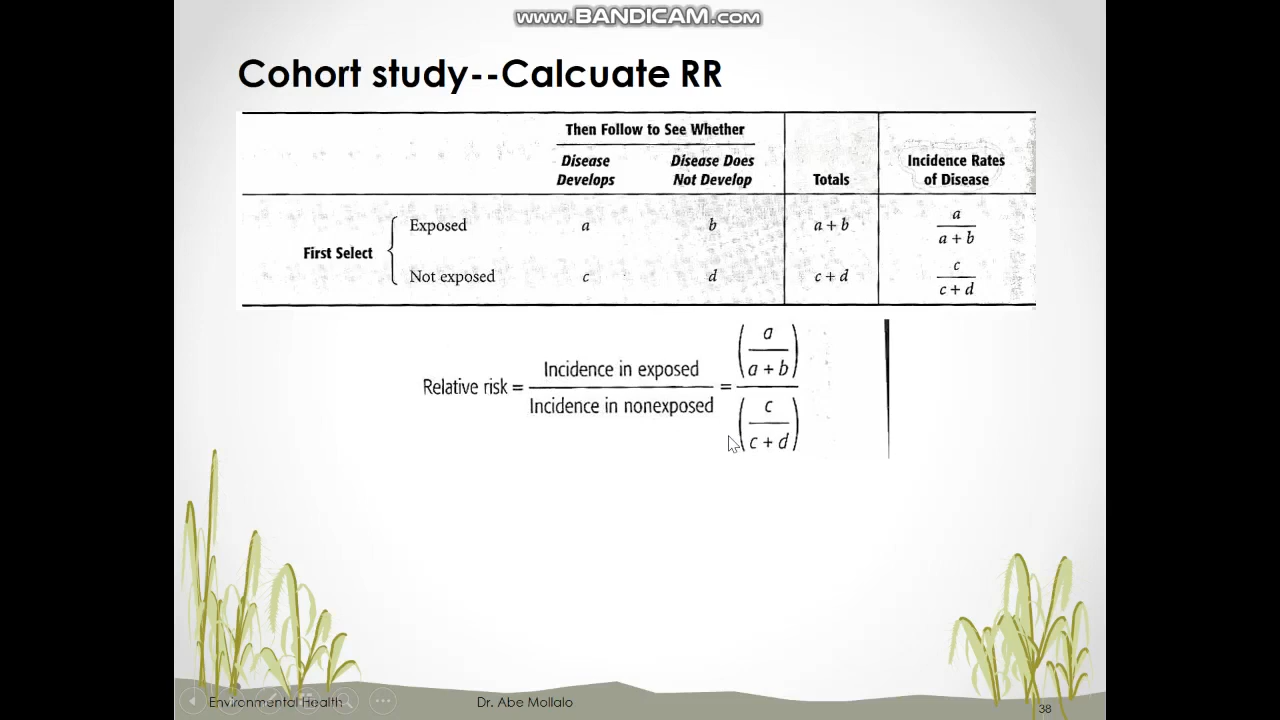 www.BANDICAM.com
Cohort study--Calcuate RR
Then Follow to See Whether
Disease Develops
Disease Does Not Develop
Totals
Incidence Rates of Disease
First Select
Exposed a b a + b a / a + b
Not exposed c d c + d c / c + d
Relative risk = Incidence in exposed / Incidence in nonexposed = (a / a + b) / (c / c + d)
Environmental Health
Dr. Abe Mollalo
38